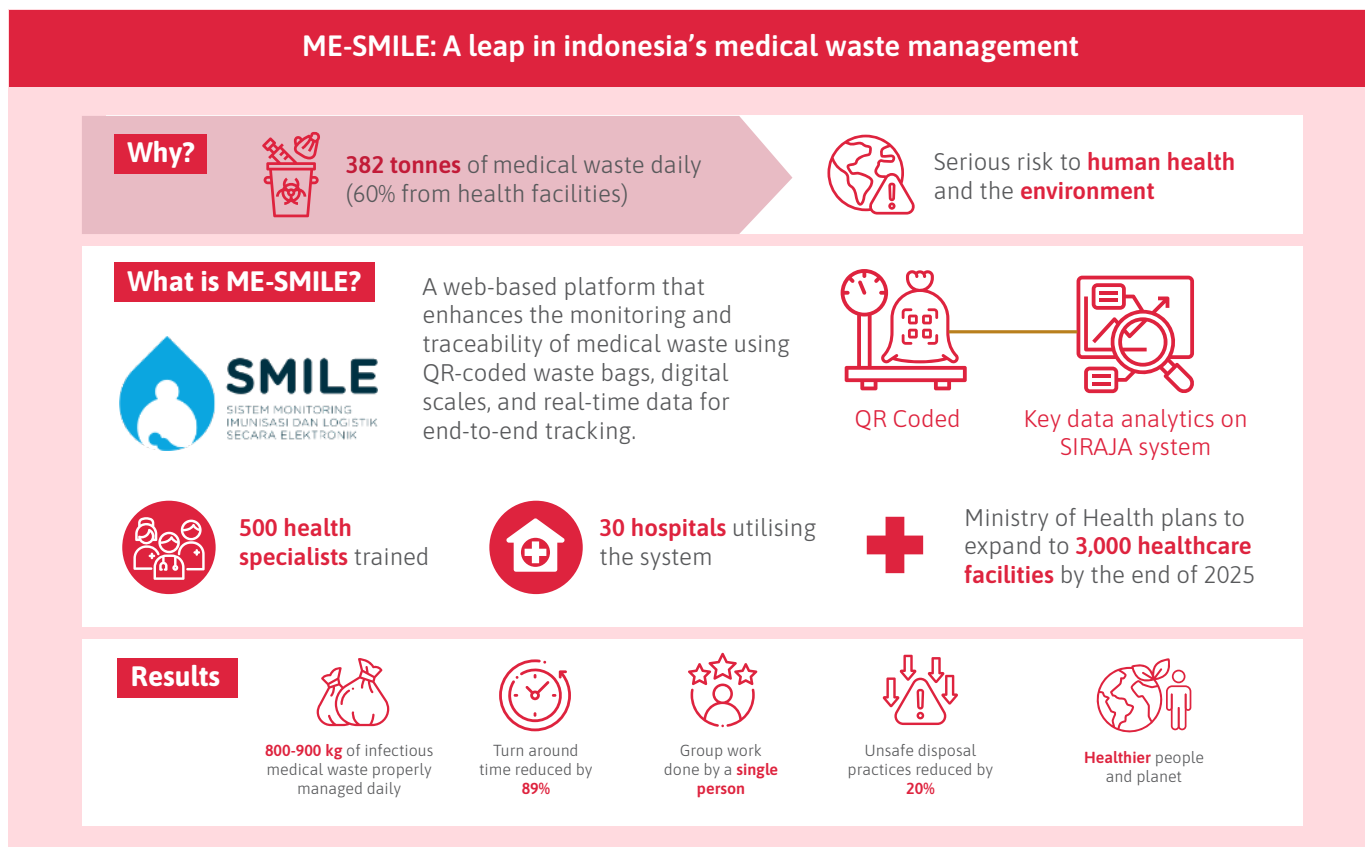 ME-SMILE: A leap in indonesia's medical waste management
Why?
382 tonnes of medical waste daily
(60% from health facilities)
Serious risk to human health
and the environment
What is ME-SMILE?
SMILE
SISTEM MONITORING
IMUNISASI DAN LOGISTIK
SECARA ELEKTRONIK
A web-based platform that
enhances the monitoring and
traceability of medical waste using
QR-coded waste bags, digital
scales, and real-time data for
end-to-end tracking.
QR Coded
Key data analytics on
SIRAJA system
500 health
specialists trained
30 hospitals utilising
the system
Ministry of Health plans to
expand to 3,000 healthcare
facilities by the end of 2025
Results
800-900 kg of infectious
medical waste properly
managed daily
Turn around
time reduced by
89%
Group work
done by a single
person
Unsafe disposal
practices reduced by
20%
Healthier people
and planet